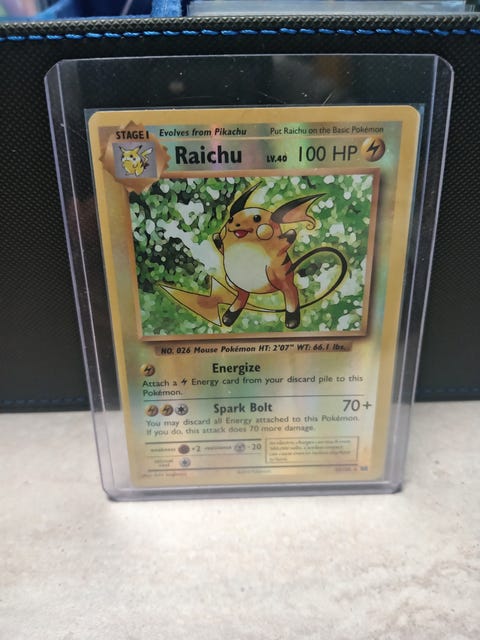 STAGE 1 Evolves from Pikachu Put Raichu on the Basic Pokémon
Raichu LV.40 100 HP
NO. 026 Mouse Pokémon HT: 2'07" WT: 66.1 lbs.
Energize
Attach a Energy card from your discard pile to this
Pokémon.
Spark Bolt 70+
You may discard all Energy attached to this Pokémon.
If you do, this attack does 70 more damage.
weakness ×2 resistance -20
retreat
cost